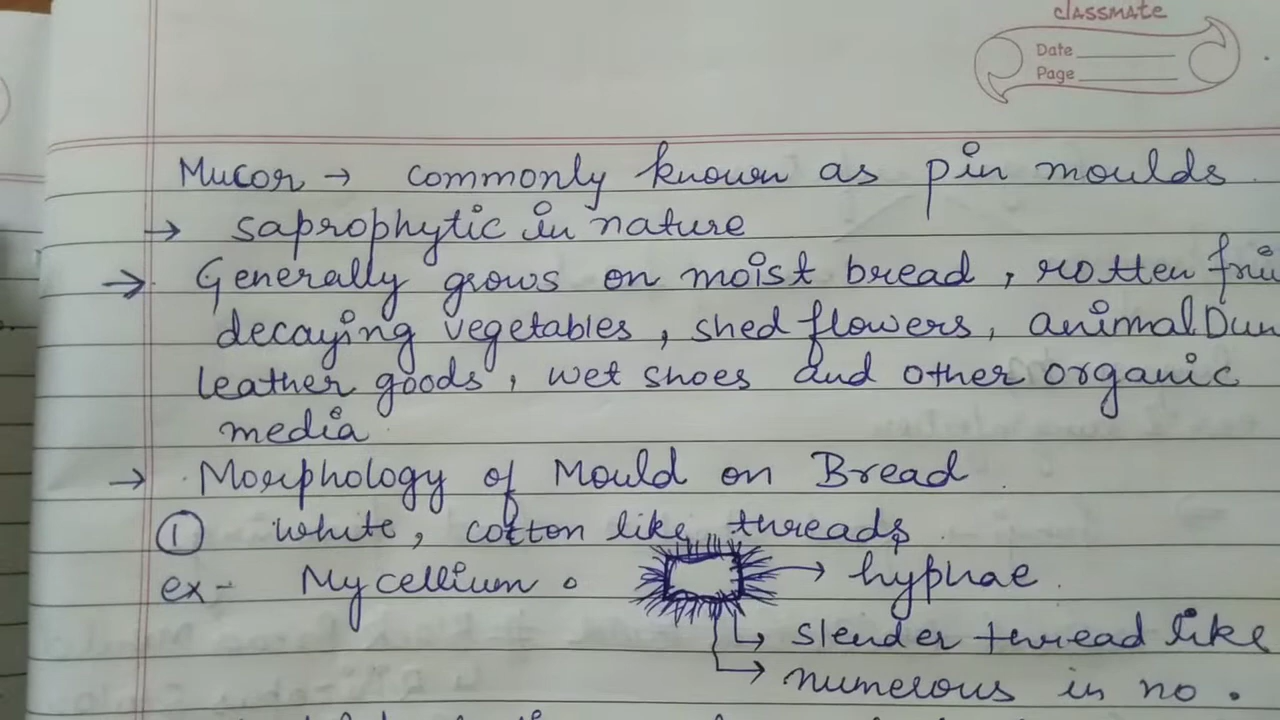 classmate
Date
Page
Mucor → commonly known as pin moulds
→ saprophytic in nature
→ Generally grows on moist bread, rotten
decaying vegetables, shed flowers, animal
leather goods, wet shoes and other organic
media
→ Morphology of Mould on Bread.
① White, cotton like threads.
ex- Mycellium. → hyphae.
↳ Slender thread like
↳ numerous in no.